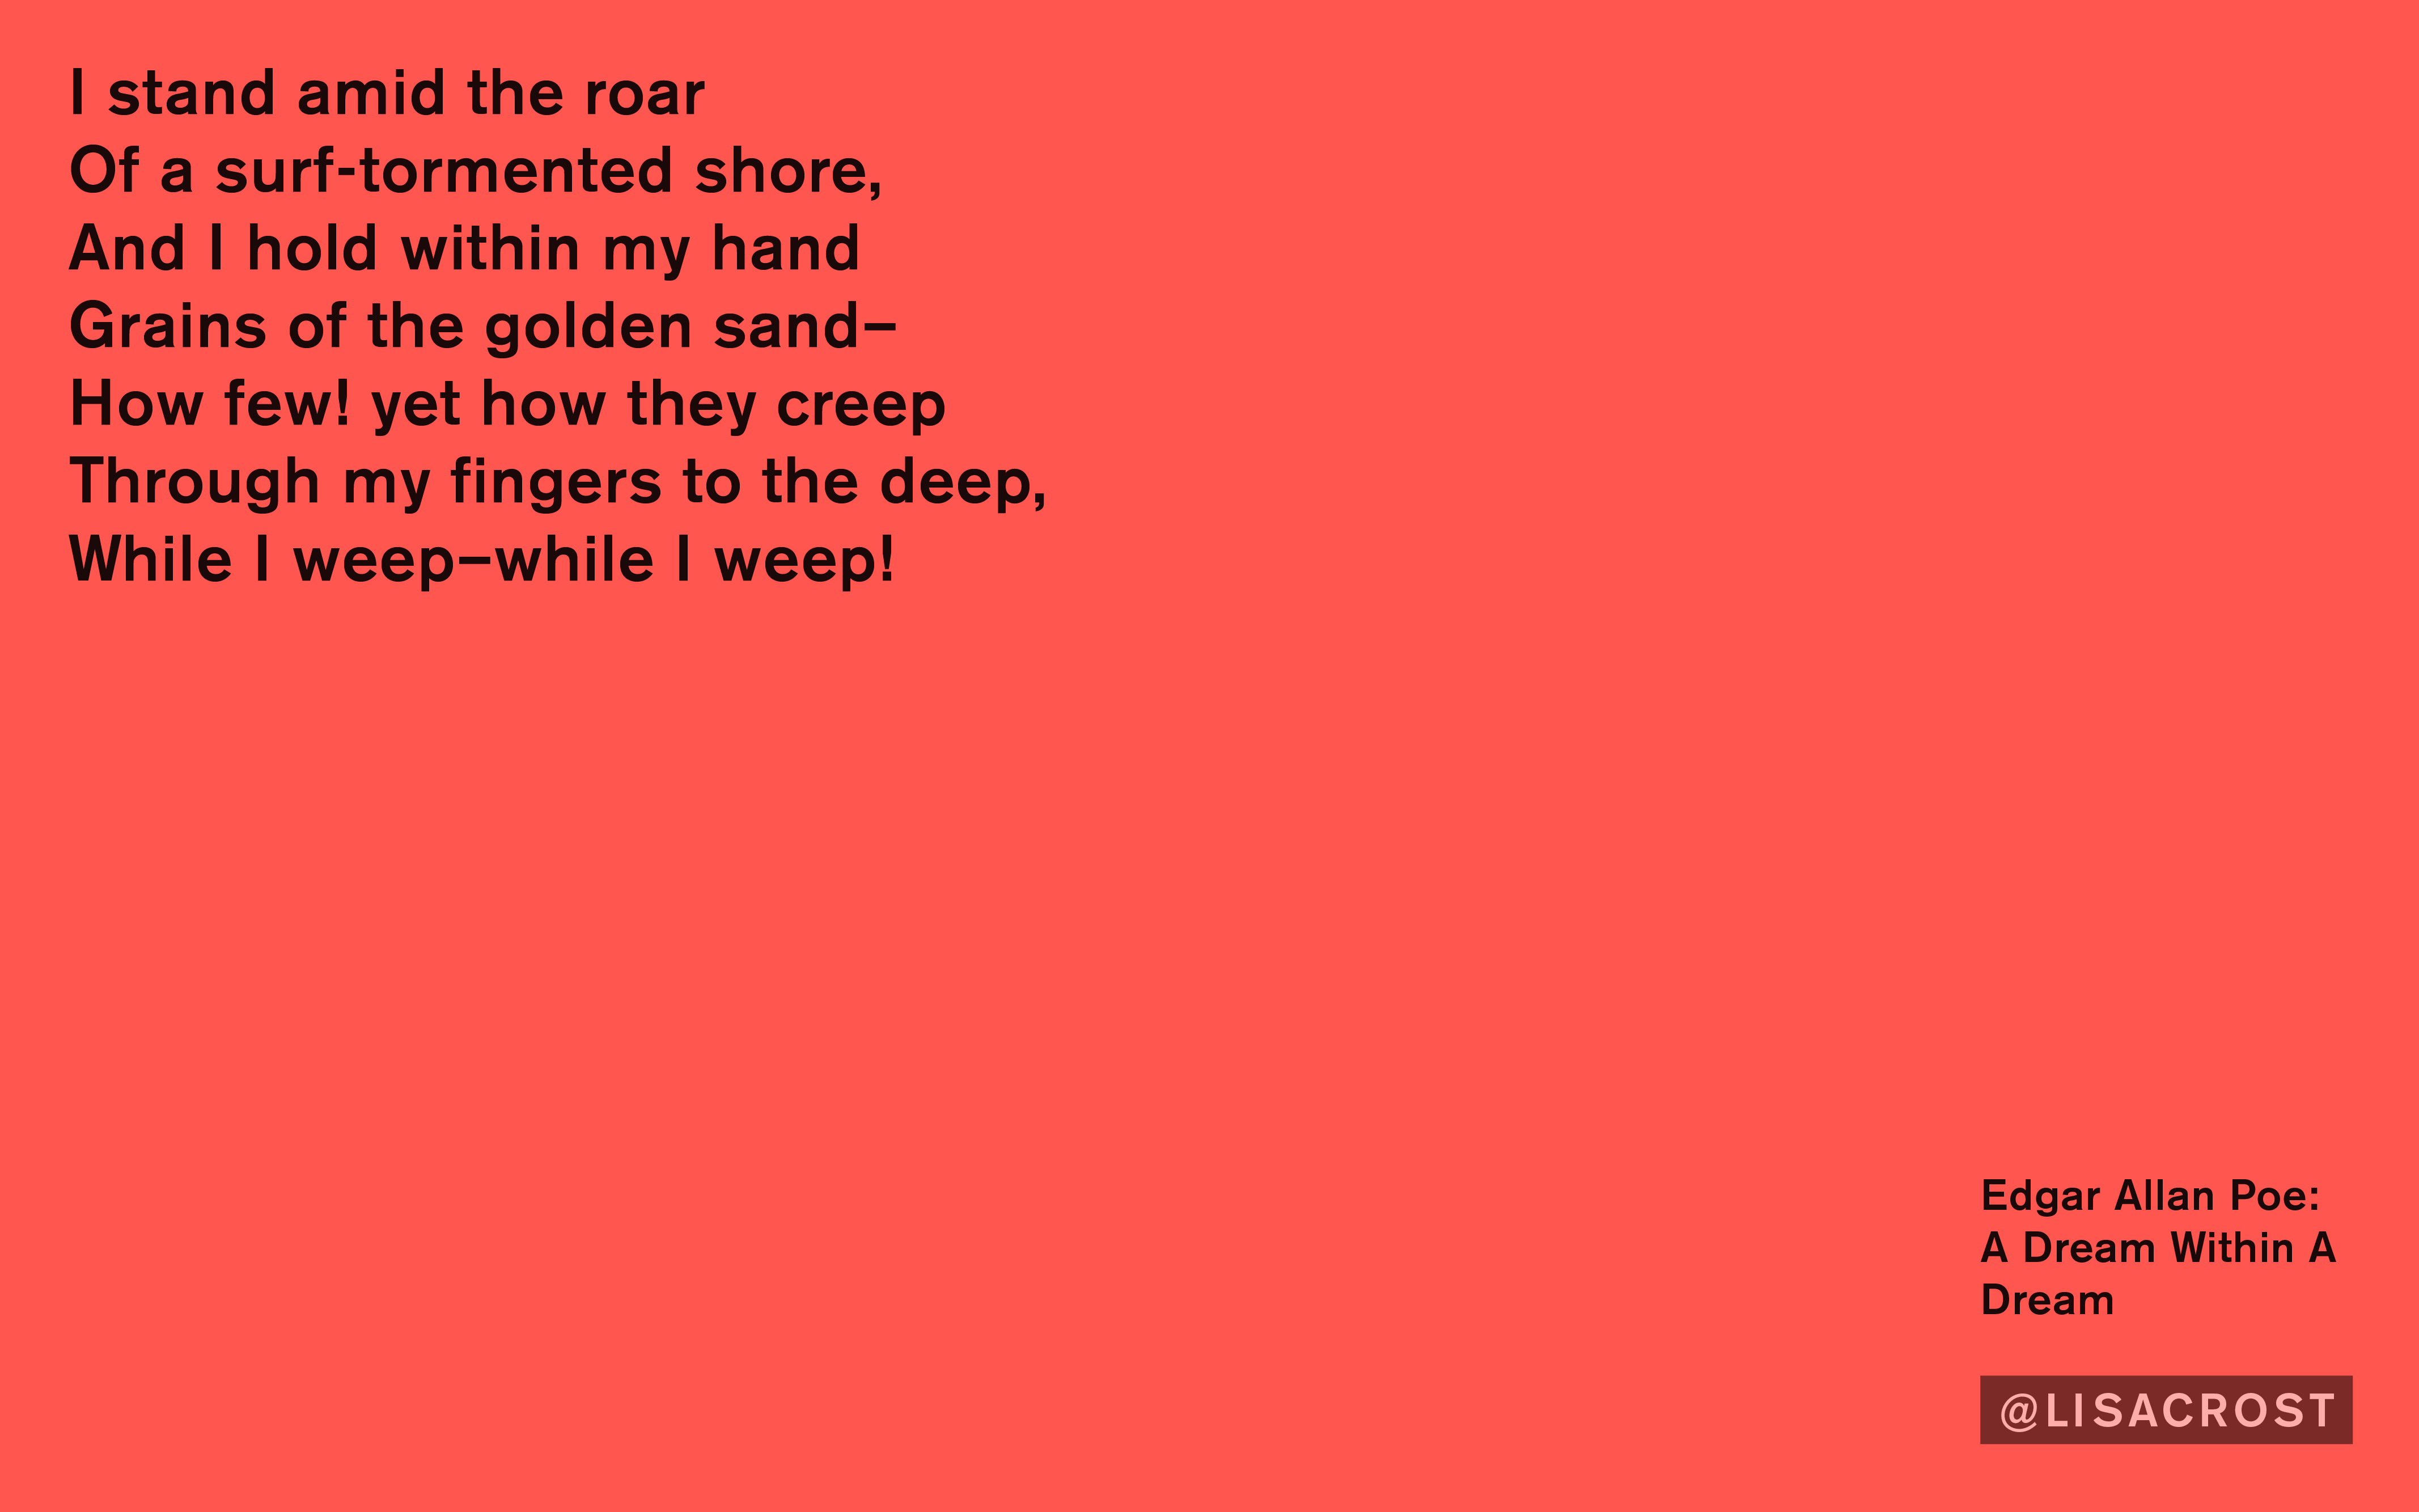 I stand amid the roar
Of a surf-tormented shore,
And I hold within my hand
Grains of the golden sand–
How few! yet how they creep
Through my fingers to the deep,
While I weep–while I weep!
Edgar Allan Poe:
A Dream Within A
Dream
@LISACROST